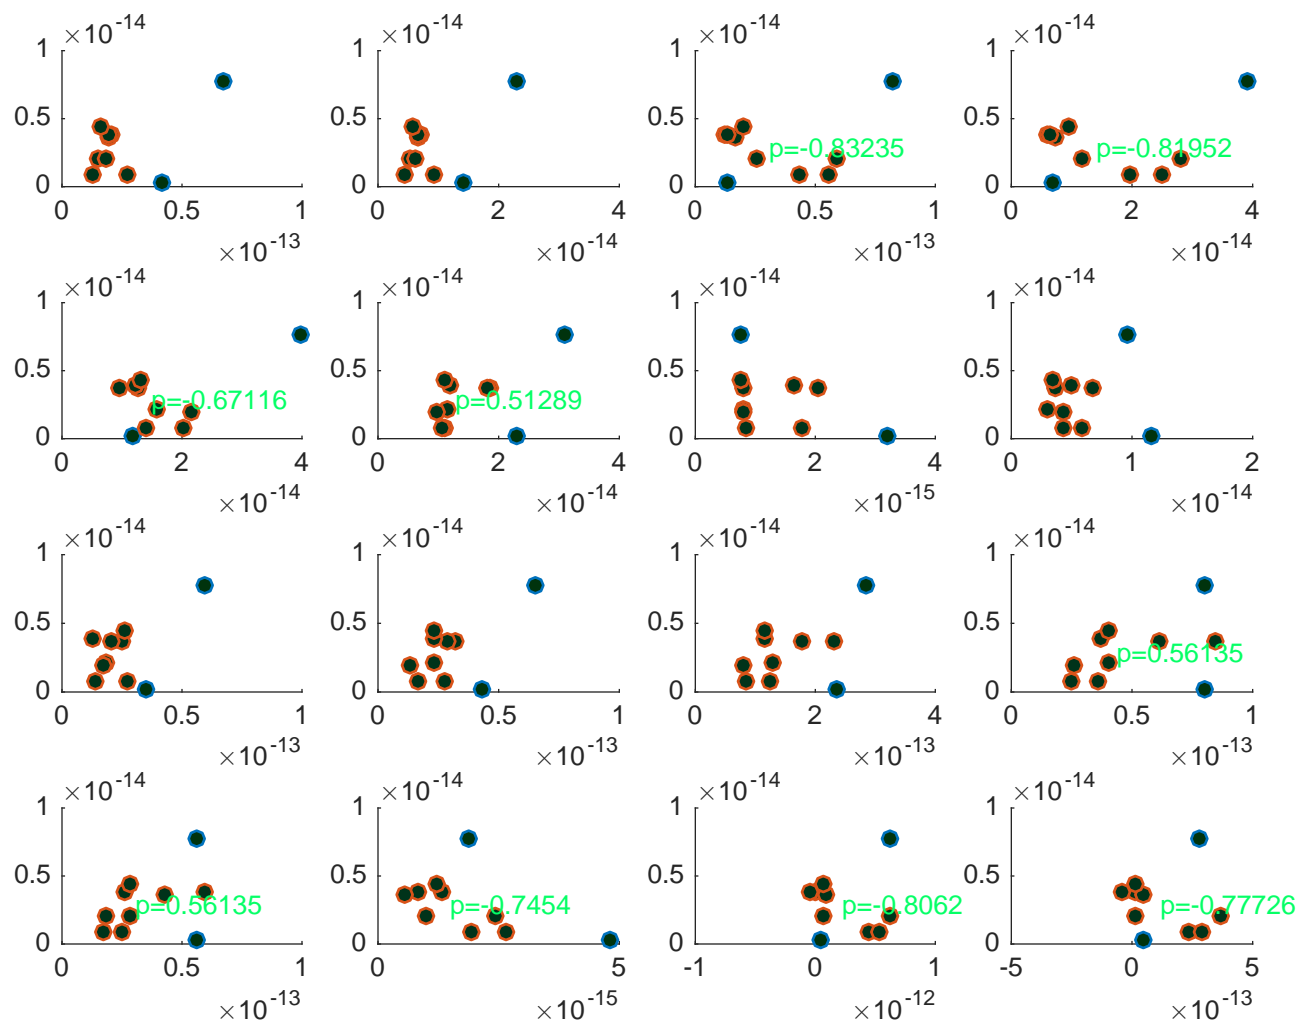 ×10-14 ×10-14 ×10-14 ×10-14
1 1 1 1
0.5 0.5 0.5 0.5
p=-0.83235 p=-0.81952
0 0 0 0
0 0.5 1 0 2 4 0 0.5 1 0 2 4
×10-13 ×10-14 ×10-13 ×10-14
×10-14 ×10-14 ×10-14 ×10-14
1 1 1 1
0.5 0.5 0.5 0.5
p=-0.67116 p=0.51289
0 0 0 0
0 2 4 0 2 4 0 2 4 0 1 2
×10-14 ×10-14 ×10-15 ×10-14
×10-14 ×10-14 ×10-14 ×10-14
1 1 1 1
0.5 0.5 0.5 0.5
p=0.56135
0 0 0 0
0 0.5 1 0 0.5 1 0 2 4 0 0.5 1
×10-13 ×10-13 ×10-13 ×10-13
×10-14 ×10-14 ×10-14 ×10-14
1 1 1 1
0.5 0.5 0.5 0.5
p=0.56135 p=-0.7454 p=-0.8062 p=-0.77726
0 0 0 0
0 0.5 1 0 5 -1 0 1 -5 0 5
×10-13 ×10-15 ×10-12 ×10-13